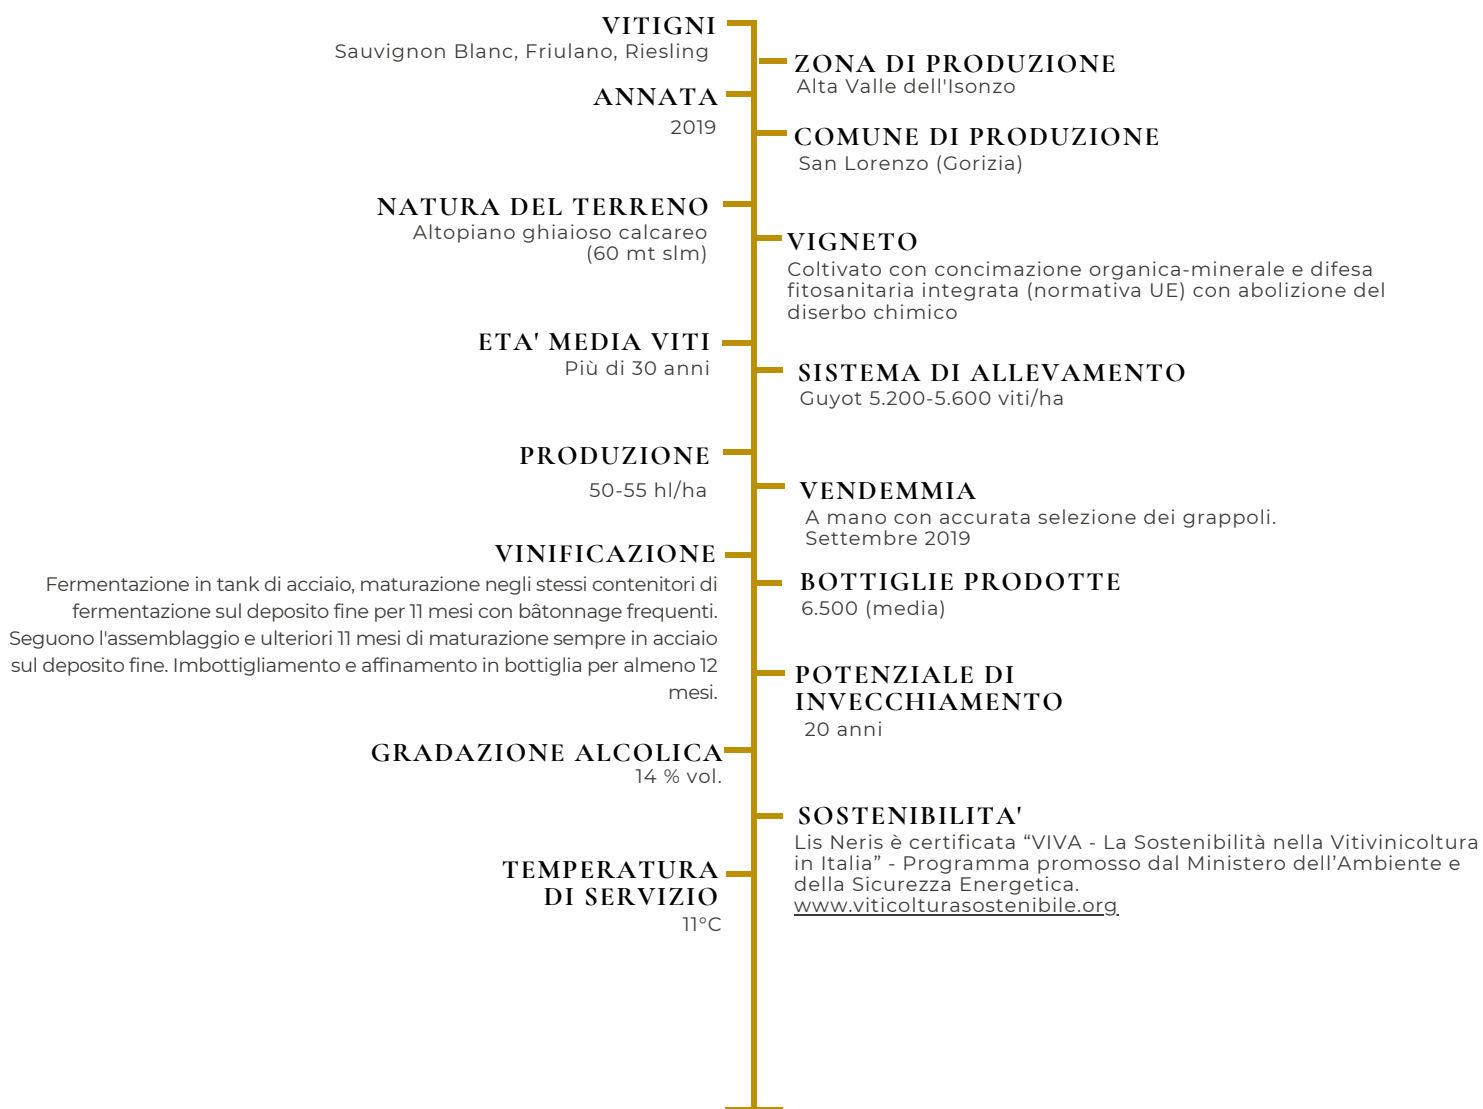 VITIGNI
Sauvignon Blanc, Friulano, Riesling
ZONA DI PRODUZIONE
Alta Valle dell'Isonzo
ANNATA
2019
COMUNE DI PRODUZIONE
San Lorenzo (Gorizia)
NATURA DEL TERRENO
Altopiano ghiaioso calcareo
(60 mt slm)
VIGNETO
Coltivato con concimazione organica-minerale e difesa
fitosanitaria integrata (normativa UE) con abolizione del
diserbo chimico
ETA' MEDIA VITI
Più di 30 anni
SISTEMA DI ALLEVAMENTO
Guyot 5.200-5.600 viti/ha
PRODUZIONE
50-55 hl/ha
VENDEMMIA
A mano con accurata selezione dei grappoli.
Settembre 2019
VINIFICAZIONE
Fermentazione in tank di acciaio, maturazione negli stessi contenitori di
fermentazione sul deposito fine per 11 mesi con bâtonnage frequenti.
Seguono l'assemblaggio e ulteriori 11 mesi di maturazione sempre in acciaio
sul deposito fine. Imbottigliamento e affinamento in bottiglia per almeno 12
mesi.
BOTTIGLIE PRODOTTE
6.500 (media)
POTENZIALE DI
INVECCHIAMENTO
20 anni
GRADAZIONE ALCOLICA
14 % vol.
SOSTENIBILITA'
Lis Neris è certificata “VIVA - La Sostenibilità nella Vitivinicoltura
in Italia” - Programma promosso dal Ministero dell’Ambiente e
della Sicurezza Energetica.
www.viticolturasostenibile.org
TEMPERATURA
DI SERVIZIO
11°C